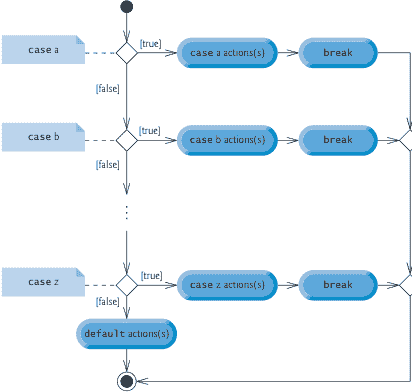 case a
[true]
case a actions(s)
break
[false]
case b
[true]
case b actions(s)
break
[false]
case z
[true]
case z actions(s)
break
[false]
default actions(s)